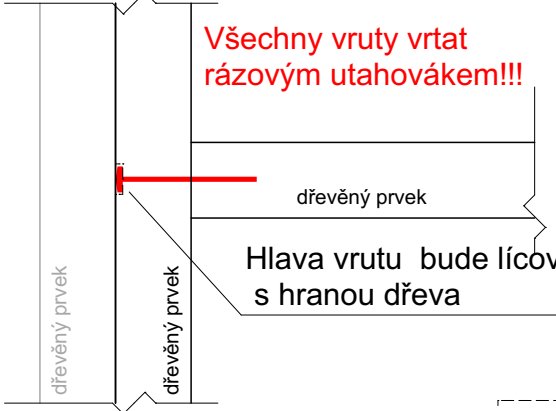 Všechny vruty vrtat
rázovým utahovákem!!!
dřevěný prvek
Hlava vrutu bude lícov
s hranou dřeva
dřevěný prvek
dřevěný prvek